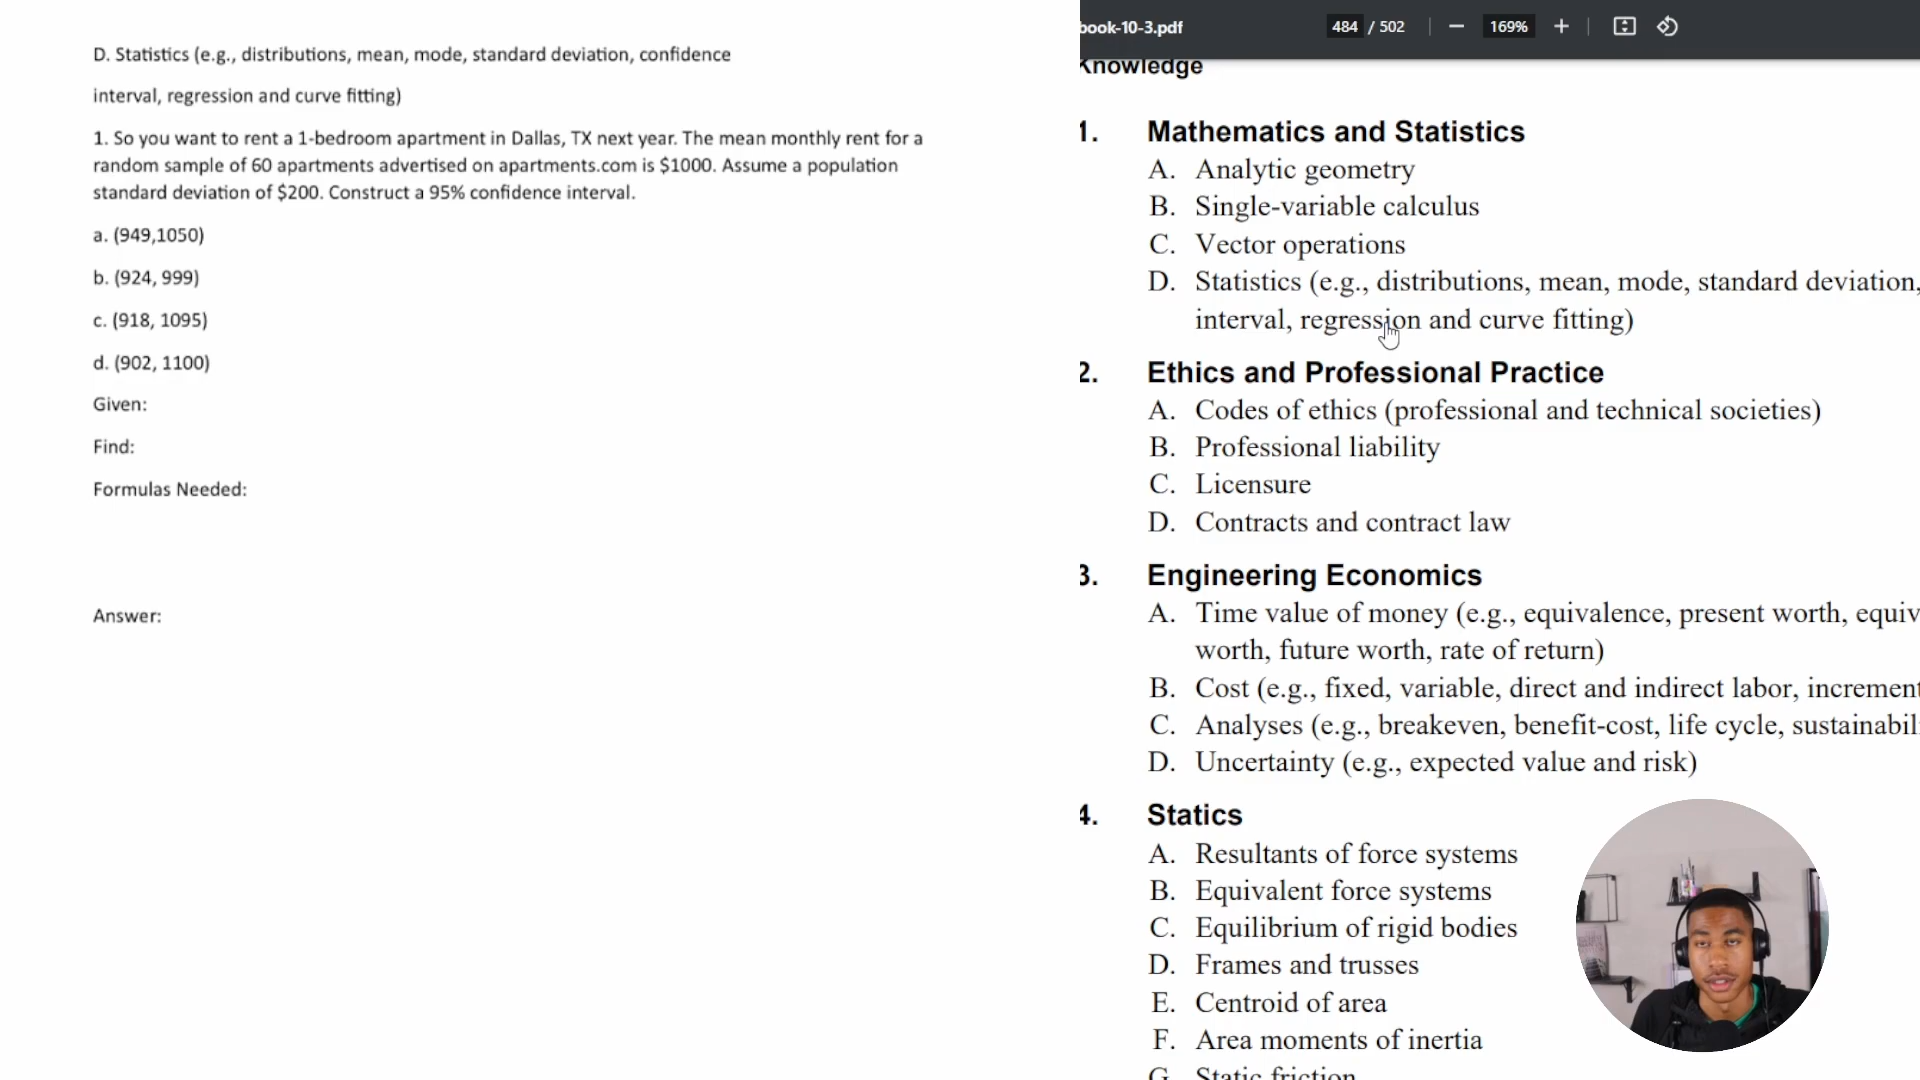 D. Statistics (e.g., distributions, mean, mode, standard deviation, confidence
interval, regression and curve fitting)
1. So you want to rent a 1-bedroom apartment in Dallas, TX next year. The mean monthly rent for a
random sample of 60 apartments advertised on apartments.com is $1000. Assume a population
standard deviation of $200. Construct a 95% confidence interval.
a. (949,1050)
b. (924, 999)
c. (918, 1095)
d. (902, 1100)
Given:
Find:
Formulas Needed:
Answer:
book-10-3.pdf
484 / 502
169%
Knowledge
1. Mathematics and Statistics
A. Analytic geometry
B. Single-variable calculus
C. Vector operations
D. Statistics (e.g., distributions, mean, mode, standard deviation,
interval, regression and curve fitting)
2. Ethics and Professional Practice
A. Codes of ethics (professional and technical societies)
B. Professional liability
C. Licensure
D. Contracts and contract law
3. Engineering Economics
A. Time value of money (e.g., equivalence, present worth, equiv
worth, future worth, rate of return)
B. Cost (e.g., fixed, variable, direct and indirect labor, increment
C. Analyses (e.g., breakeven, benefit-cost, life cycle, sustainabil
D. Uncertainty (e.g., expected value and risk)
4. Statics
A. Resultants of force systems
B. Equivalent force systems
C. Equilibrium of rigid bodies
D. Frames and trusses
E. Centroid of area
F. Area moments of inertia
G. Static friction